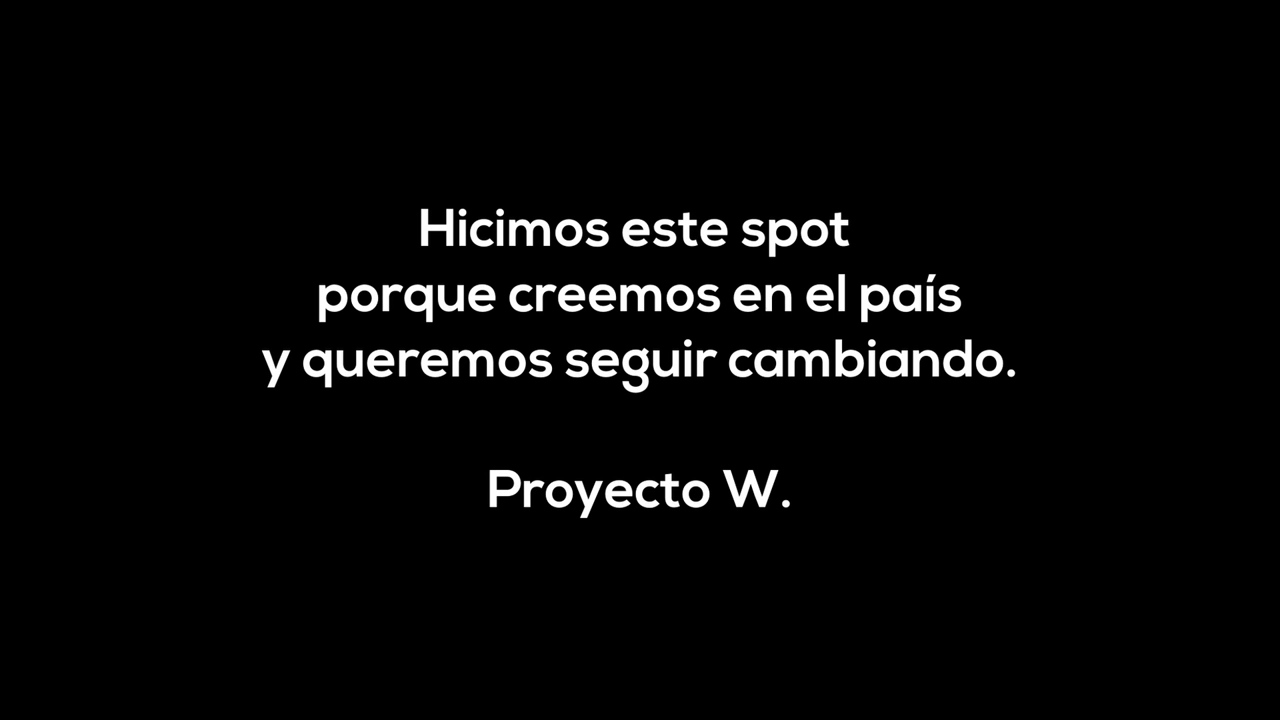 Hicimos este spot
porque creemos en el país
y queremos seguir cambiando.
Proyecto W.